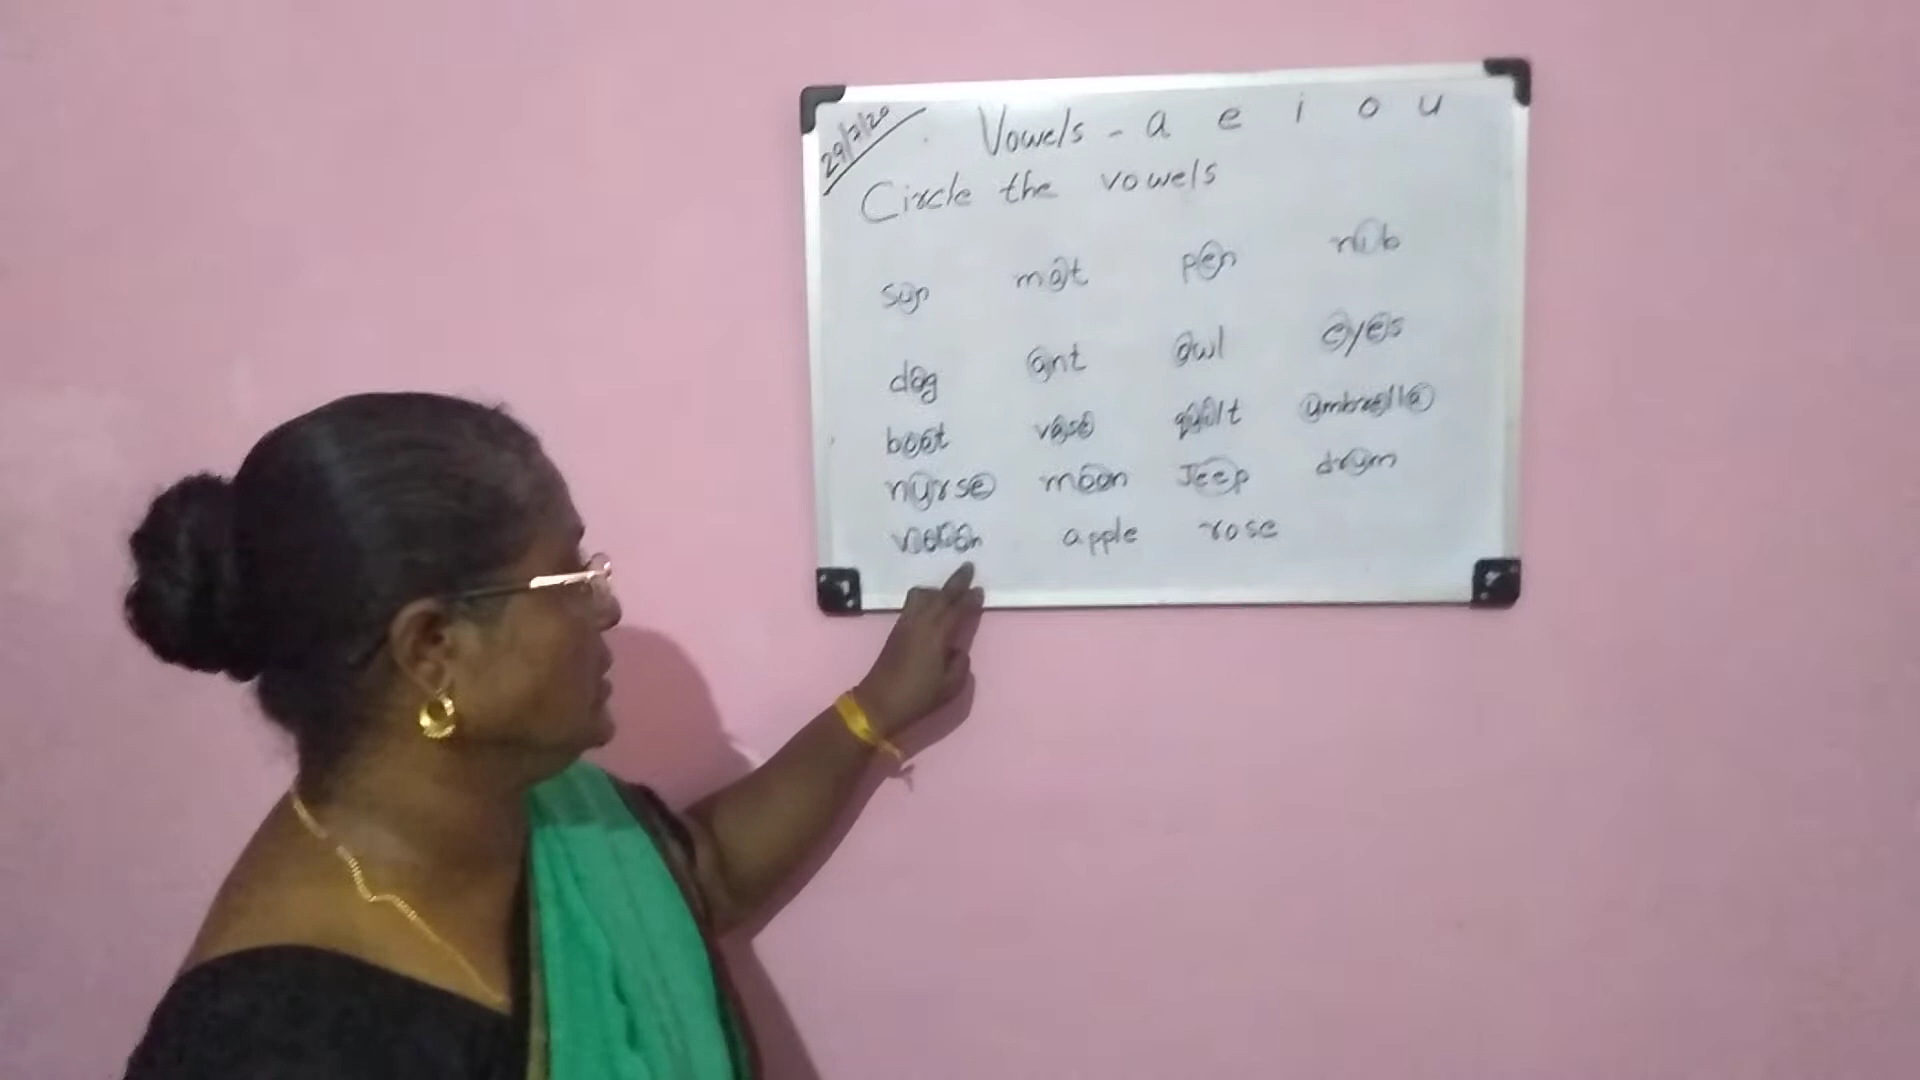 29/7/20
Vowels - a e i o u
Circle the vowels
sun mat pen nib
dog ant owl eyes
boat vase quilt umbrella
nurse moon Jeep drum
apple rose